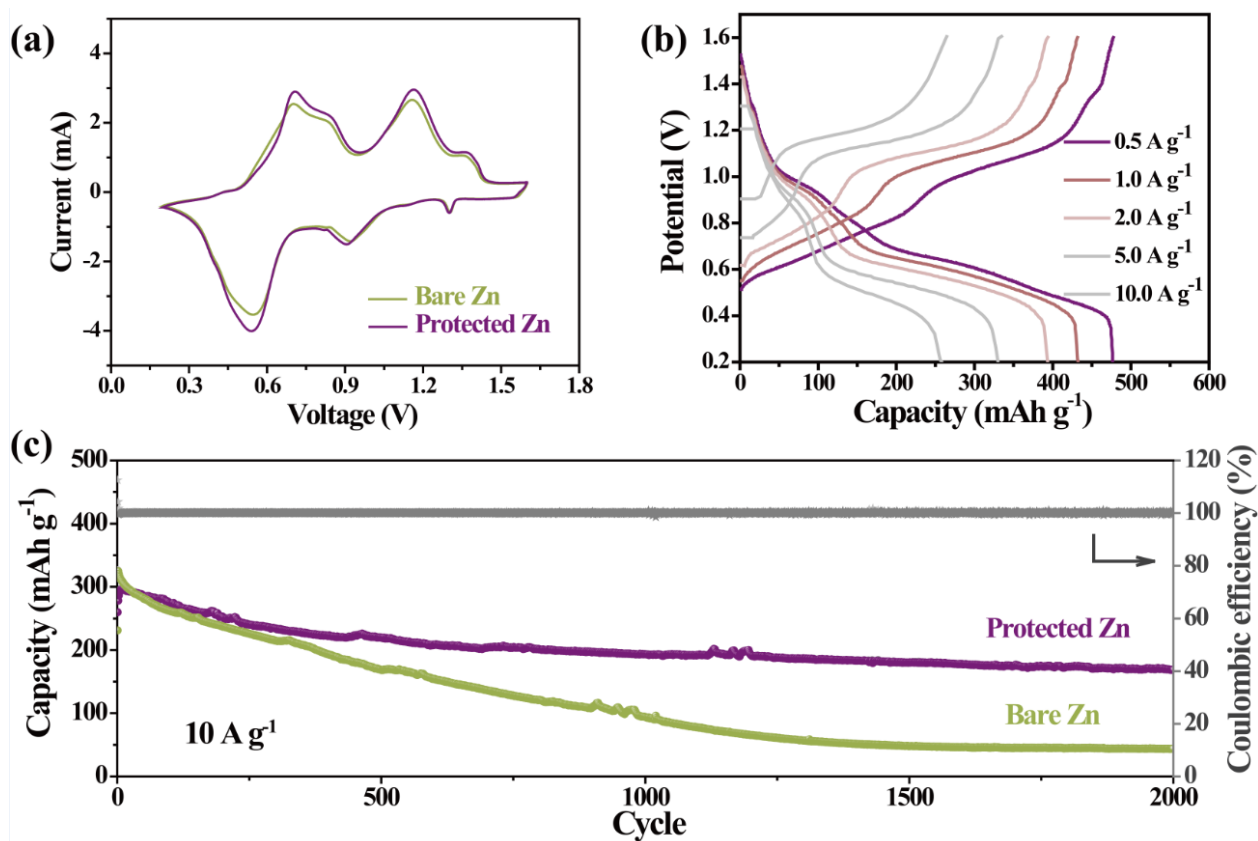 (a)
4
2
0
-2
-4
Current (mA)
0.0 0.3 0.6 0.9 1.2 1.5 1.8
Voltage (V)
Bare Zn
Protected Zn
(b)
1.6
1.4
1.2
1.0
0.8
0.6
0.4
0.2
Potential (V)
0 100 200 300 400 500 600
Capacity (mAh g⁻¹)
0.5 A g⁻¹
1.0 A g⁻¹
2.0 A g⁻¹
5.0 A g⁻¹
10.0 A g⁻¹
(c)
500
400
300
200
100
0
Capacity (mAh g⁻¹)
Protected Zn
Bare Zn
10 A g⁻¹
0 500 1000 1500 2000
Cycle
120
100
80
60
40
20
0
Coulombic efficiency (%)